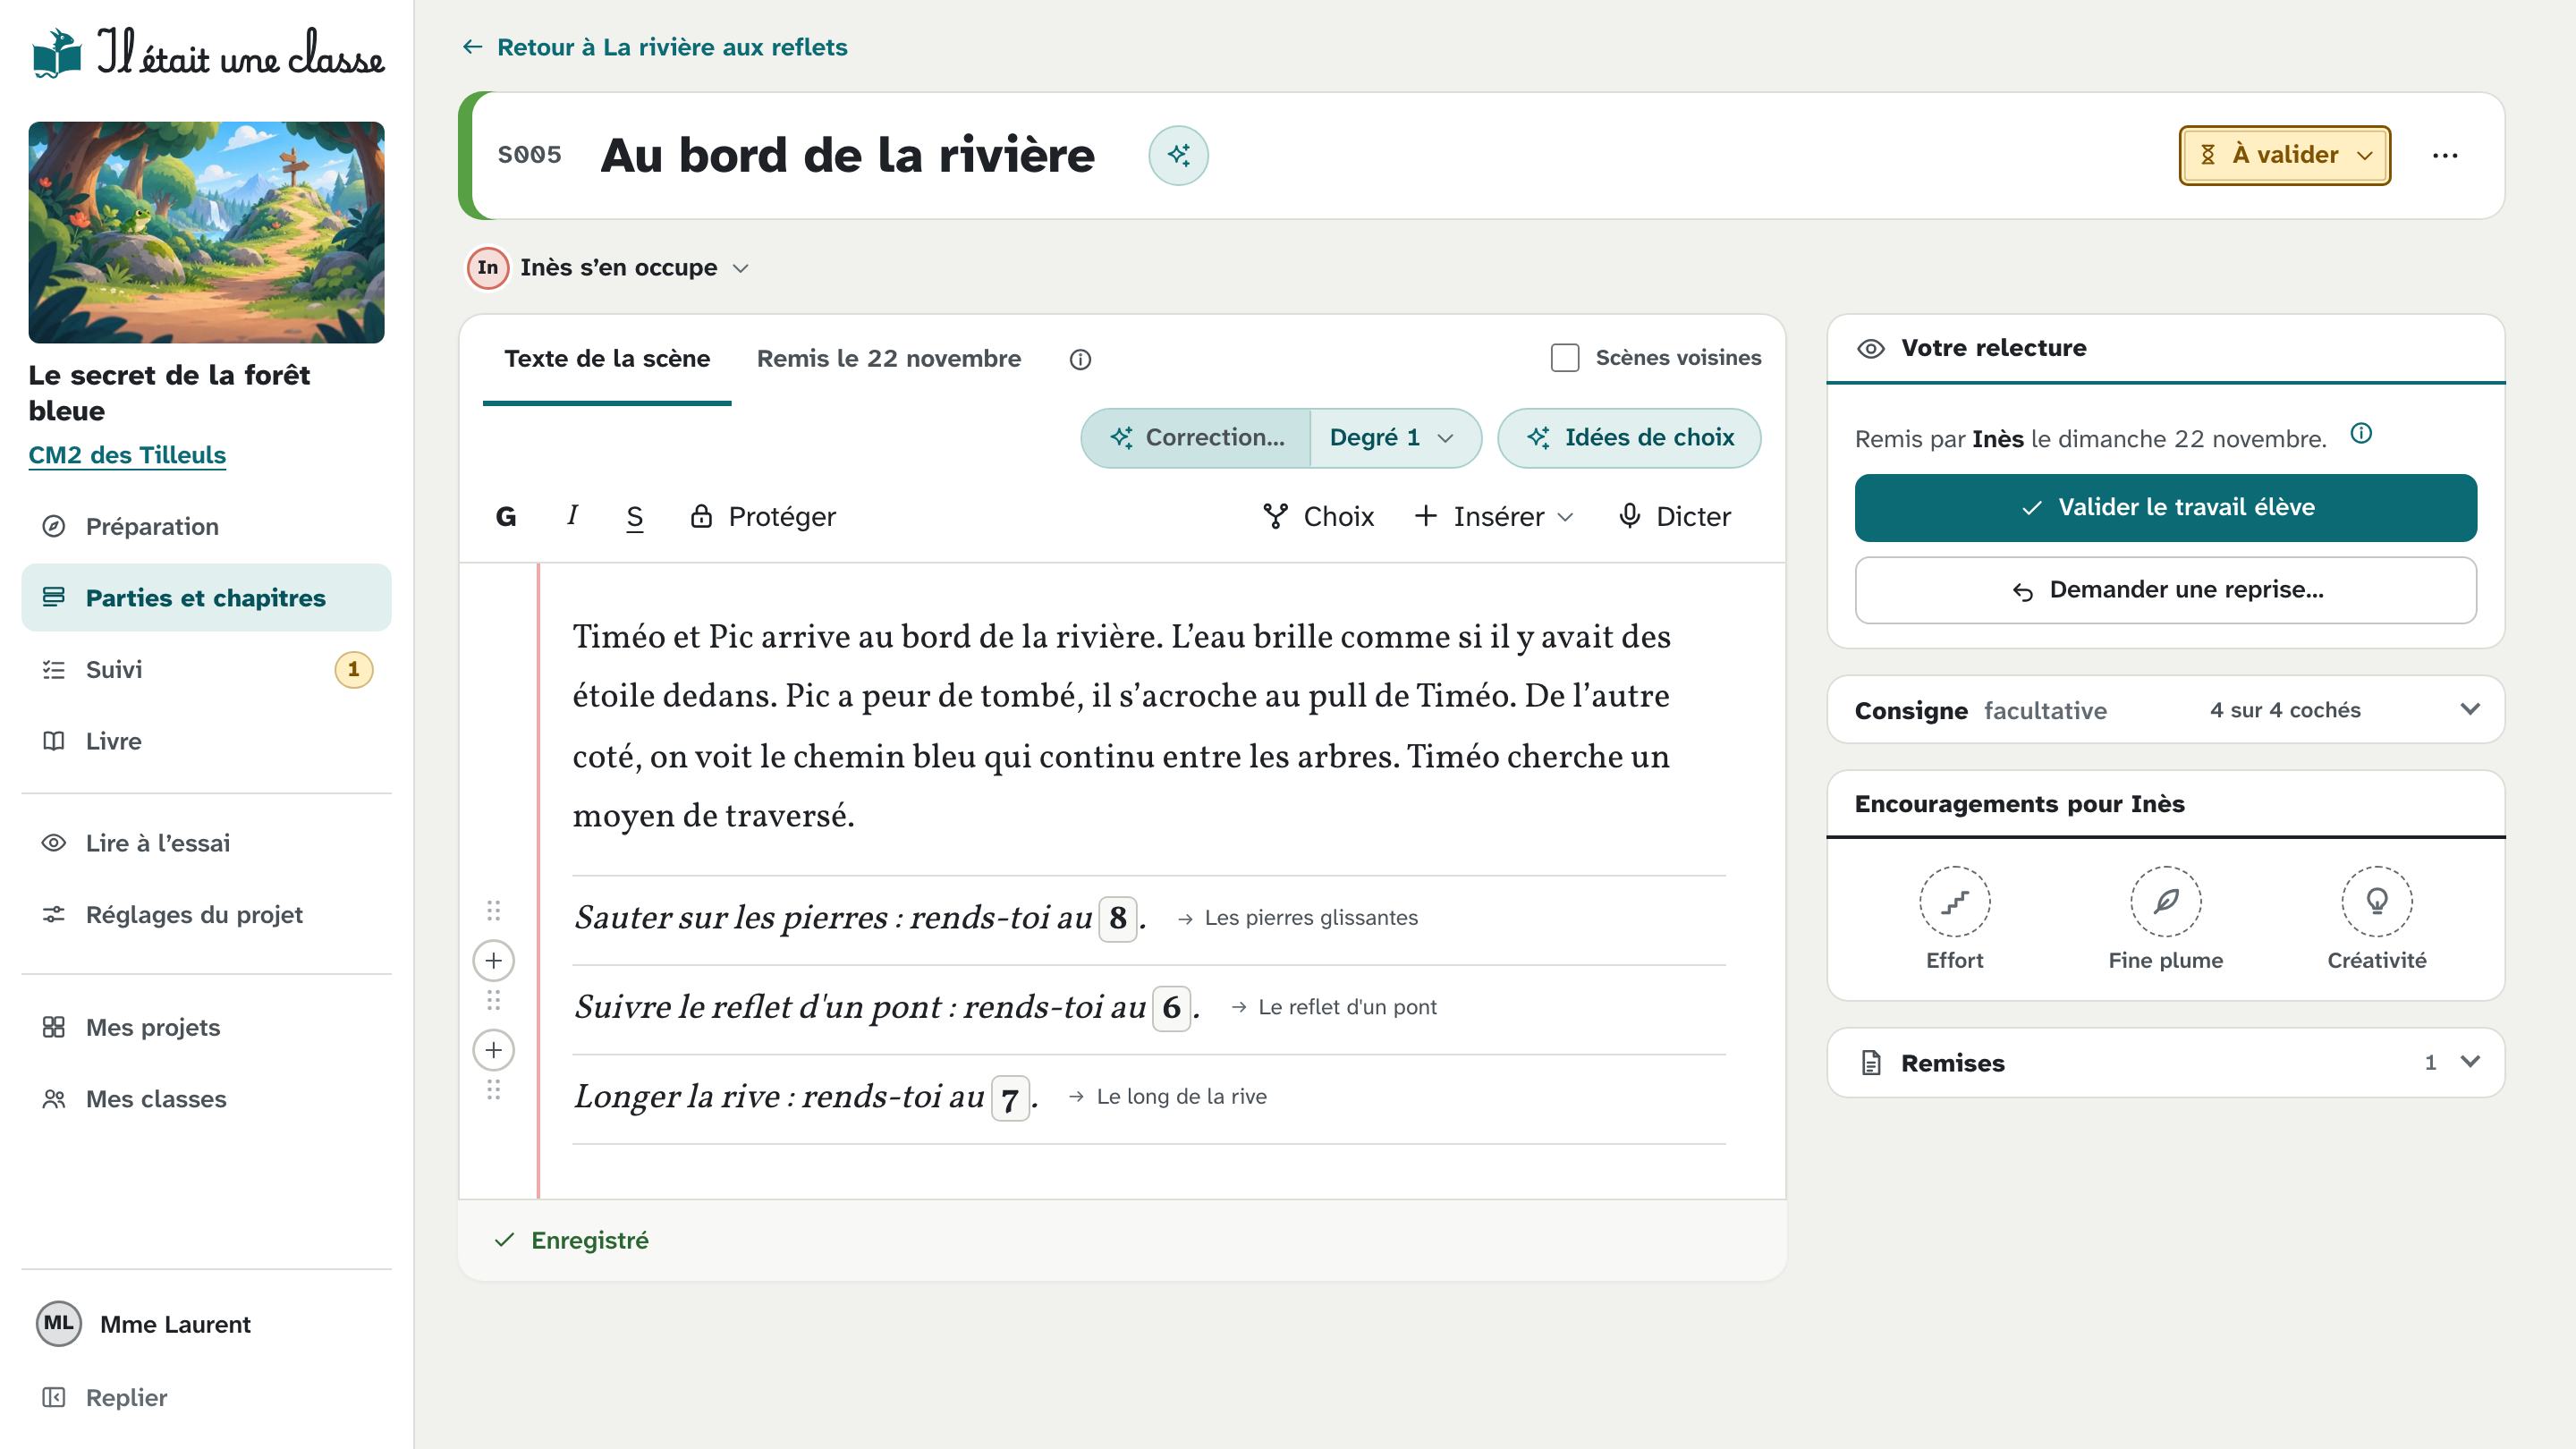 Il était une classe
Le secret de la forêt
bleue
CM2 des Tilleuls
Préparation
Parties et chapitres
Suivi 1
Livre
Lire à l’essai
Réglages du projet
Mes projets
Mes classes
ML Mme Laurent
Replier
← Retour à La rivière aux reflets
S005 Au bord de la rivière
À valider
In Inès s’en occupe
Texte de la scène Remis le 22 novembre
Scènes voisines
Correction… Degré 1 Idées de choix
G I S Protéger Choix + Insérer Dicter
Timéo et Pic arrive au bord de la rivière. L’eau brille comme si il y avait des
étoile dedans. Pic a peur de tombé, il s’acroche au pull de Timéo. De l’autre
coté, on voit le chemin bleu qui continu entre les arbres. Timéo cherche un
moyen de traversé.
Sauter sur les pierres : rends-toi au 8. → Les pierres glissantes
Suivre le reflet d'un pont : rends-toi au 6. → Le reflet d'un pont
Longer la rive : rends-toi au 7. → Le long de la rive
Enregistré
Votre relecture
Remis par Inès le dimanche 22 novembre.
Valider le travail élève
Demander une reprise…
Consigne facultative 4 sur 4 cochés
Encouragements pour Inès
Effort Fine plume Créativité
Remises 1